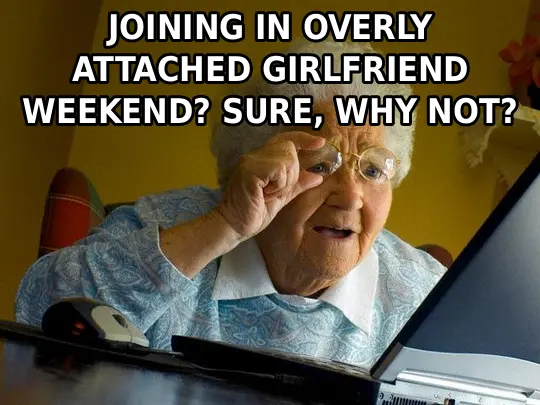 JOINING IN OVERLY
ATTACHED GIRLFRIEND
WEEKEND? SURE, WHY NOT?